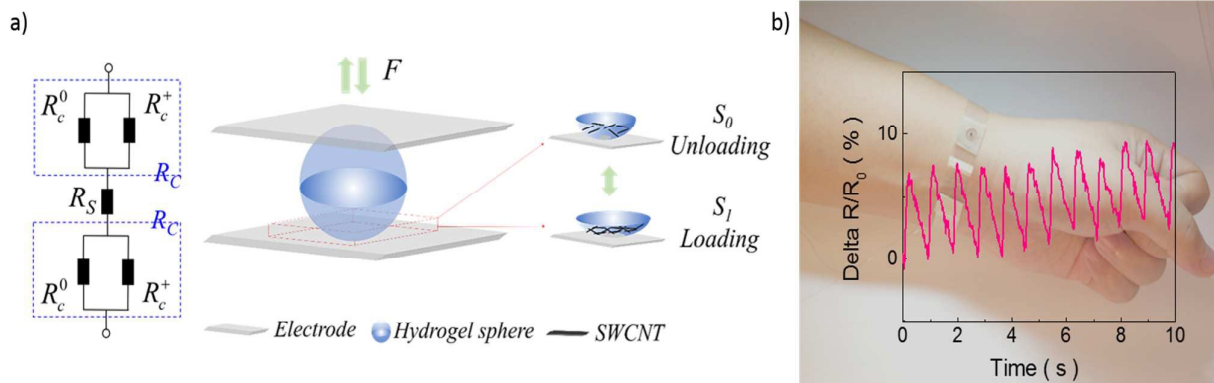 a)
R_c^0 R_c^+
R_C
R_S
R_C
R_c^0 R_c^+
F
S_0
Unloading
S_1
Loading
Electrode Hydrogel sphere SWCNT
b)
Delta R/R_0 ( % )
10
0
0 2 4 6 8 10
Time ( s )